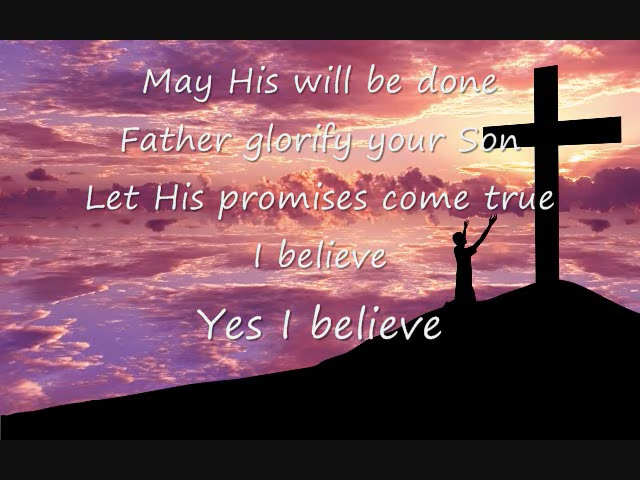 May His will be done
Father glorify your Son
Let His promises come true
I believe
Yes I believe